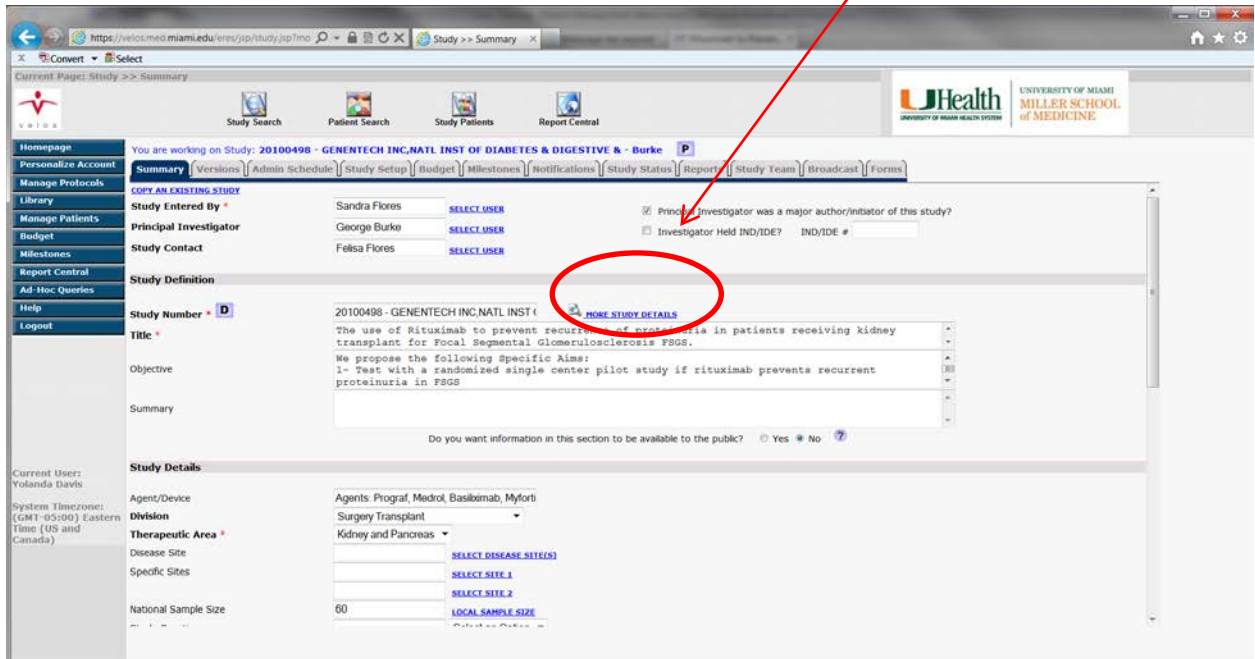 https://velos.med.miami.edu/eres/jsp/study.jsp?mo
Study >> Summary
X Convert Select
Current Page: Study >> Summary
velos
Study Search
Patient Search
Study Patients
Report Central
UHealth
UNIVERSITY OF MIAMI HEALTH SYSTEM
UNIVERSITY OF MIAMI
MILLER SCHOOL
of MEDICINE
Homepage
Personalize Account
Manage Protocols
Library
Manage Patients
Budget
Milestones
Report Central
Ad-Hoc Queries
Help
Logout
You are working on Study: 20100498 - GENENTECH INC,NATL INST OF DIABETES & DIGESTIVE & - Burke P
Summary Versions Admin Schedule Study Setup Budget Milestones Notifications Study Status Reports Study Team Broadcast Forms
COPY AN EXISTING STUDY
Study Entered By * Sandra Flores SELECT USER Principal Investigator was a major author/initiator of this study?
Principal Investigator George Burke SELECT USER Investigator Held IND/IDE? IND/IDE #
Study Contact Felisa Flores SELECT USER
Study Definition
Study Number * D 20100498 - GENENTECH INC,NATL INST MORE STUDY DETAILS
Title * The use of Rituximab to prevent recurrence of proteinuria in patients receiving kidney
transplant for Focal Segmental Glomerulosclerosis FSGS.
Objective
We propose the following Specific Aims:
1- Test with a randomized single center pilot study if rituximab prevents recurrent
proteinuria in FSGS
Summary
Do you want information in this section to be available to the public? Yes No ?
Study Details
Agent/Device Agents: Prograf, Medrol, Basiliximab, Myforti
Division Surgery Transplant
Therapeutic Area * Kidney and Pancreas
Disease Site SELECT DISEASE SITE(S)
Specific Sites SELECT SITE 1
SELECT SITE 2
National Sample Size 60 LOCAL SAMPLE SIZE
Current User:
Yolanda Davis
System Timezone:
(GMT-05:00) Eastern
Time (US and
Canada)